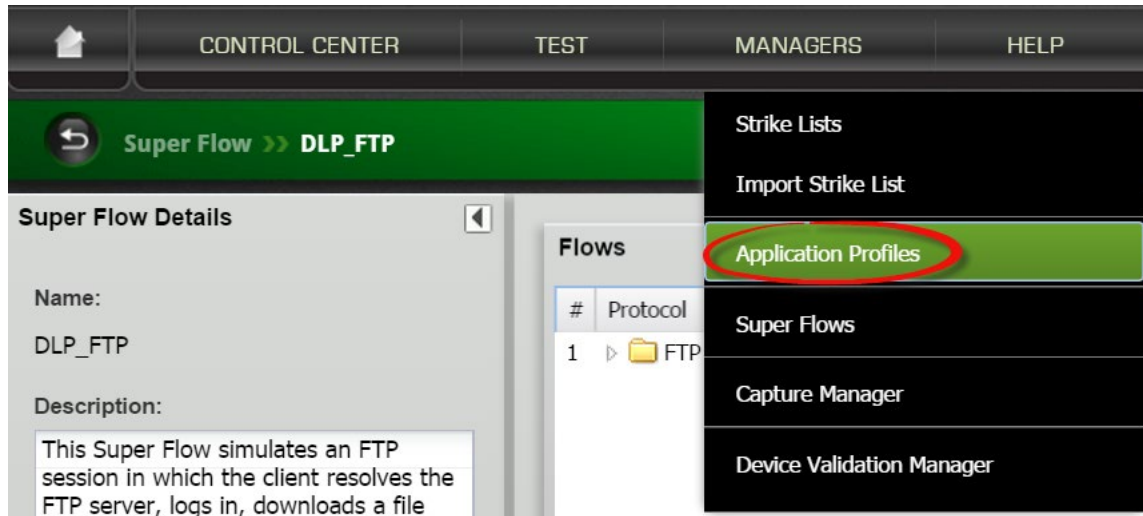 CONTROL CENTER TEST MANAGERS HELP
Super Flow >> DLP_FTP
Strike Lists
Import Strike List
Application Profiles
Super Flows
Capture Manager
Device Validation Manager
Super Flow Details
Name:
DLP_FTP
Description:
This Super Flow simulates an FTP
session in which the client resolves the
FTP server, logs in, downloads a file
Flows
# Protocol
1 FTP